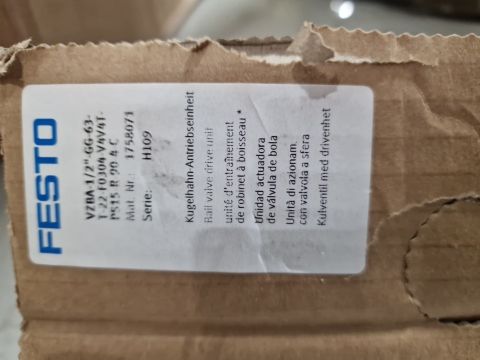 FESTO
VZBA-1/2"-GG-63-
T-22-F0304-V4V4T-
PS15-R-90-4-C
Mat. Nr.: 1758071
Serie: H109
Kugelhahn-Antriebseinheit
Ball valve drive unit
unité d'entraînement
de robinet à boisseau *
Unidad actuadora
de válvula de bola
Unità di azionam.
con valvola a sfera
Kulventil med drivenhet